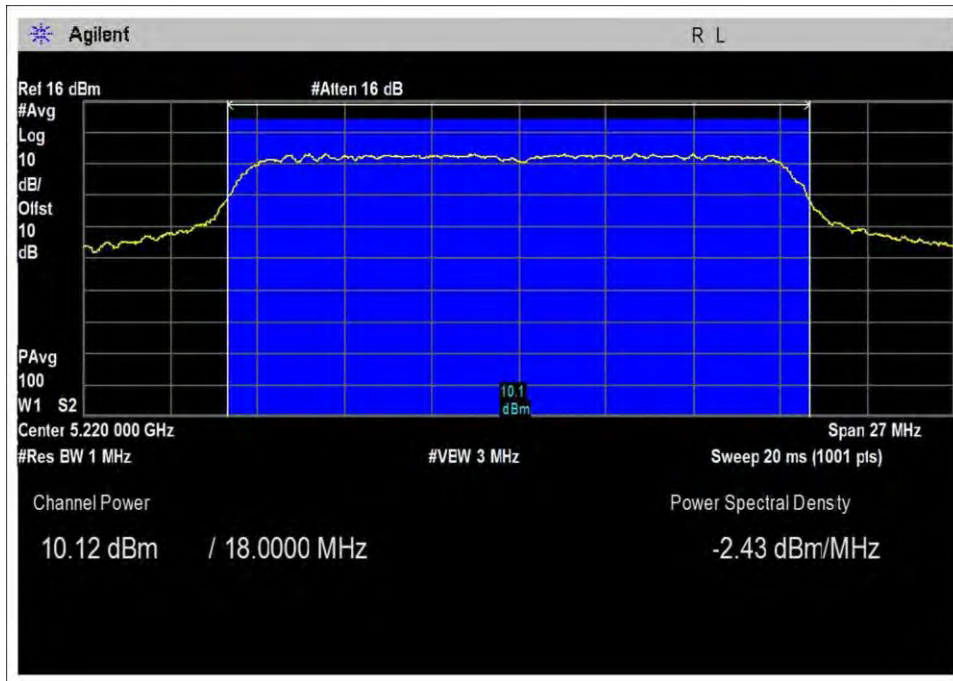 Agilent
R L
Ref 16 dBm
#Atten 16 dB
#Avg
Log
10
dB/
Offst
10
dB
PAvg
100
W1 S2
10.1
dBm
Center 5.220 000 GHz
Span 27 MHz
#Res BW 1 MHz
#VBW 3 MHz
Sweep 20 ms (1001 pts)
Channel Power
Power Spectral Density
10.12 dBm / 18.0000 MHz
-2.43 dBm/MHz